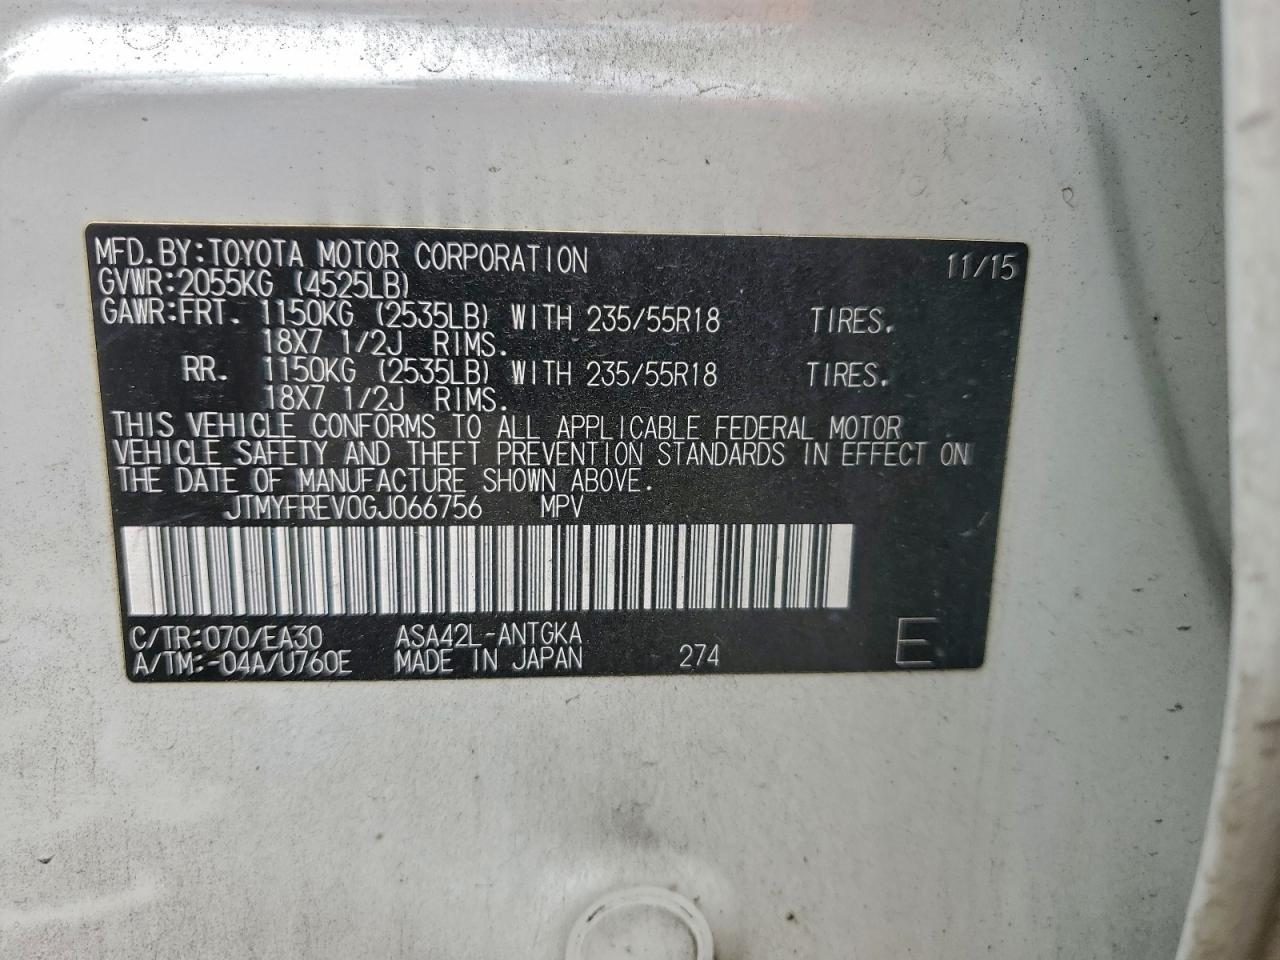 MFD.BY:TOYOTA MOTOR CORPORATION 11/15
GVWR:2055KG (4525LB)
GAWR:FRT. 1150KG (2535LB) WITH 235/55R18 TIRES.
18X7 1/2J RIMS.
RR. 1150KG (2535LB) WITH 235/55R18 TIRES.
18X7 1/2J RIMS.
THIS VEHICLE CONFORMS TO ALL APPLICABLE FEDERAL MOTOR
VEHICLE SAFETY AND THEFT PREVENTION STANDARDS IN EFFECT ON
THE DATE OF MANUFACTURE SHOWN ABOVE.
JTMYFREV0GJ066756 MPV
C/TR:070/EA30 ASA42L-ANTGKA
A/TM:-04A/U760E MADE IN JAPAN 274 E